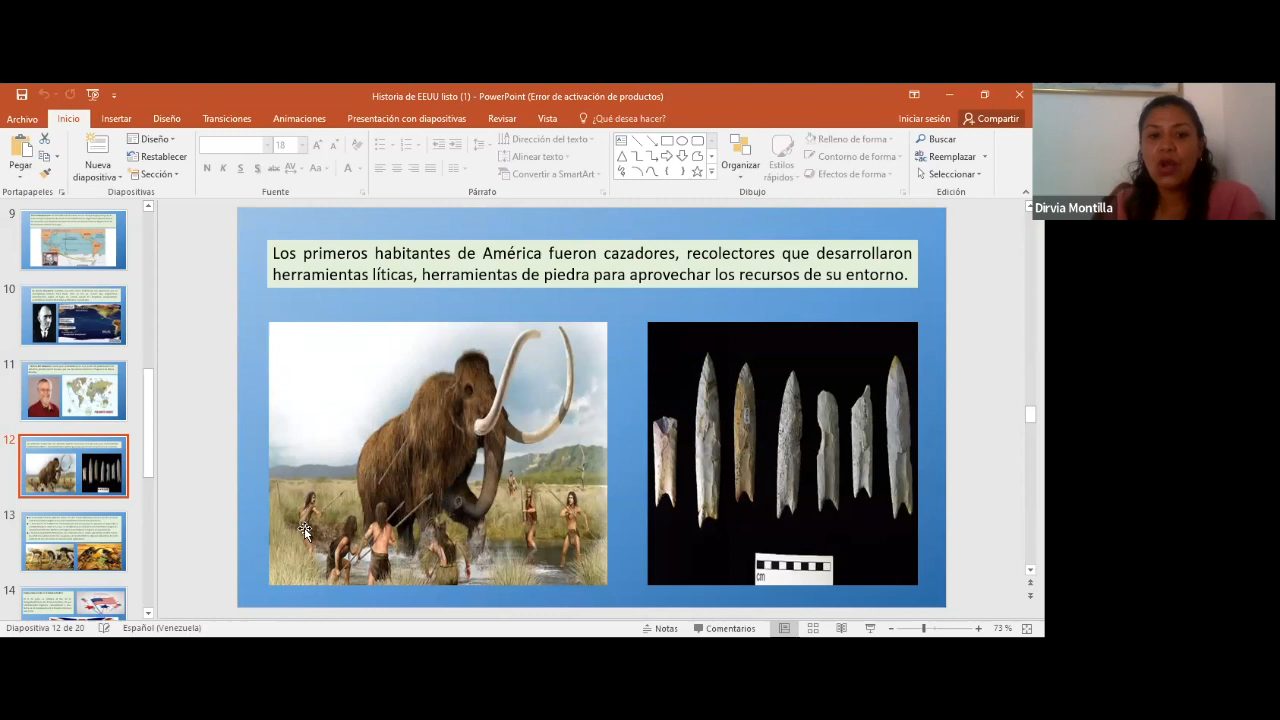 Historia de EEUU listo (1) - PowerPoint (Error de activación de productos)
Archivo
Inicio
Insertar
Diseño
Transiciones
Animaciones
Presentación con diapositivas
Revisar
Vista
¿Qué desea hacer?
Iniciar sesión
Compartir
Pegar
Nueva
diapositiva
Diseño
Restablecer
Sección
18
N K S abc AV Aa A
Dirección del texto
Alinear texto
Convertir a SmartArt
Organizar
Estilos
rápidos
Relleno de forma
Contorno de forma
Efectos de forma
Buscar
Reemplazar
Seleccionar
Portapapeles
Diapositivas
Fuente
Párrafo
Dibujo
Edición
Dirvia Montilla
9
10
11
12
13
14
Los primeros habitantes de América fueron cazadores, recolectores que desarrollaron
herramientas líticas, herramientas de piedra para aprovechar los recursos de su entorno.
cm
Diapositiva 12 de 20
Español (Venezuela)
Notas
Comentarios
73 %